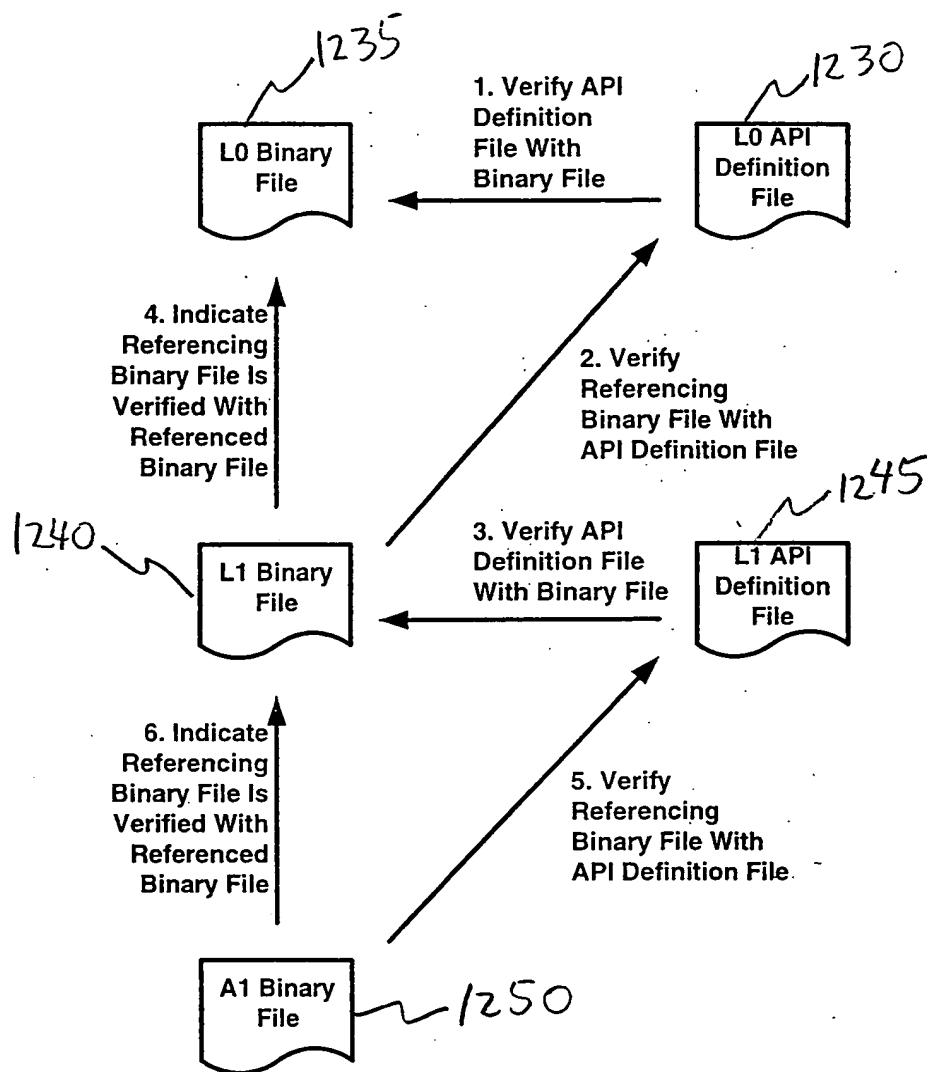 1235
1230
1. Verify API
Definition
File With
Binary File
L0 Binary
File
L0 API
Definition
File
4. Indicate
Referencing
Binary File Is
Verified With
Referenced
Binary File
2. Verify
Referencing
Binary File With
API Definition File
1245
1240
3. Verify API
Definition File
With Binary File
L1 Binary
File
L1 API
Definition
File
6. Indicate
Referencing
Binary File Is
Verified With
Referenced
Binary File
5. Verify
Referencing
Binary File With
API Definition File
A1 Binary
File
1250